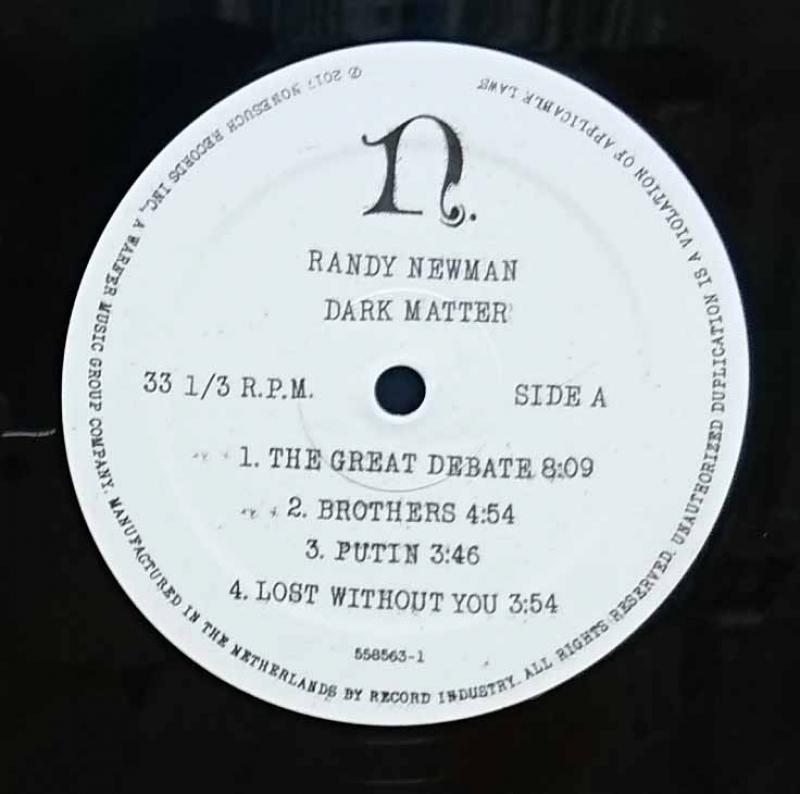 n.
RANDY NEWMAN
DARK MATTER
33 1/3 R.P.M.
SIDE A
1. THE GREAT DEBATE 8:09
2. BROTHERS 4:54
3. PUTIN 3:46
4. LOST WITHOUT YOU 3:54
558563-1
℗ 2017 NONESUCH RECORDS INC., A WARNER MUSIC GROUP COMPANY. MANUFACTURED IN THE NETHERLANDS BY RECORD INDUSTRY. ALL RIGHTS RESERVED. UNAUTHORIZED DUPLICATION IS A VIOLATION OF APPLICABLE LAWS